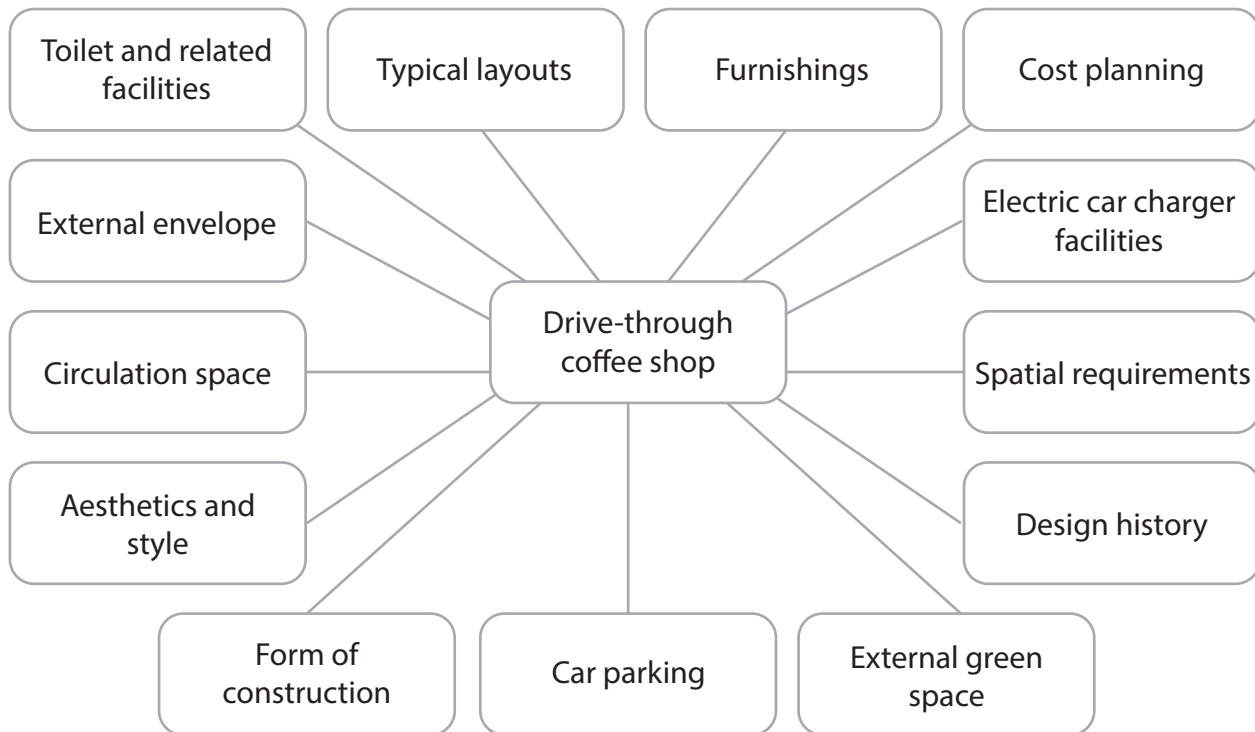 Toilet and related
facilities
Typical layouts
Furnishings
Cost planning
External envelope
Electric car charger
facilities
Drive-through
coffee shop
Circulation space
Spatial requirements
Aesthetics and
style
Design history
Form of
construction
Car parking
External green
space